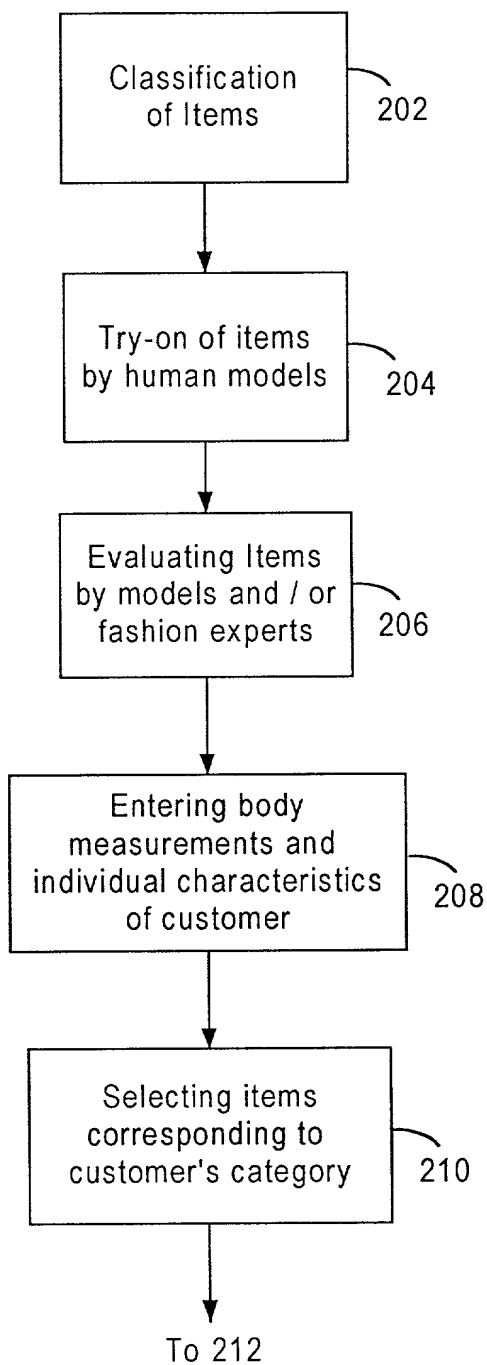 Classification
of Items
202
Try-on of items
by human models
204
Evaluating Items
by models and / or
fashion experts
206
Entering body
measurements and
individual characteristics
of customer
208
Selecting items
corresponding to
customer's category
210
To 212